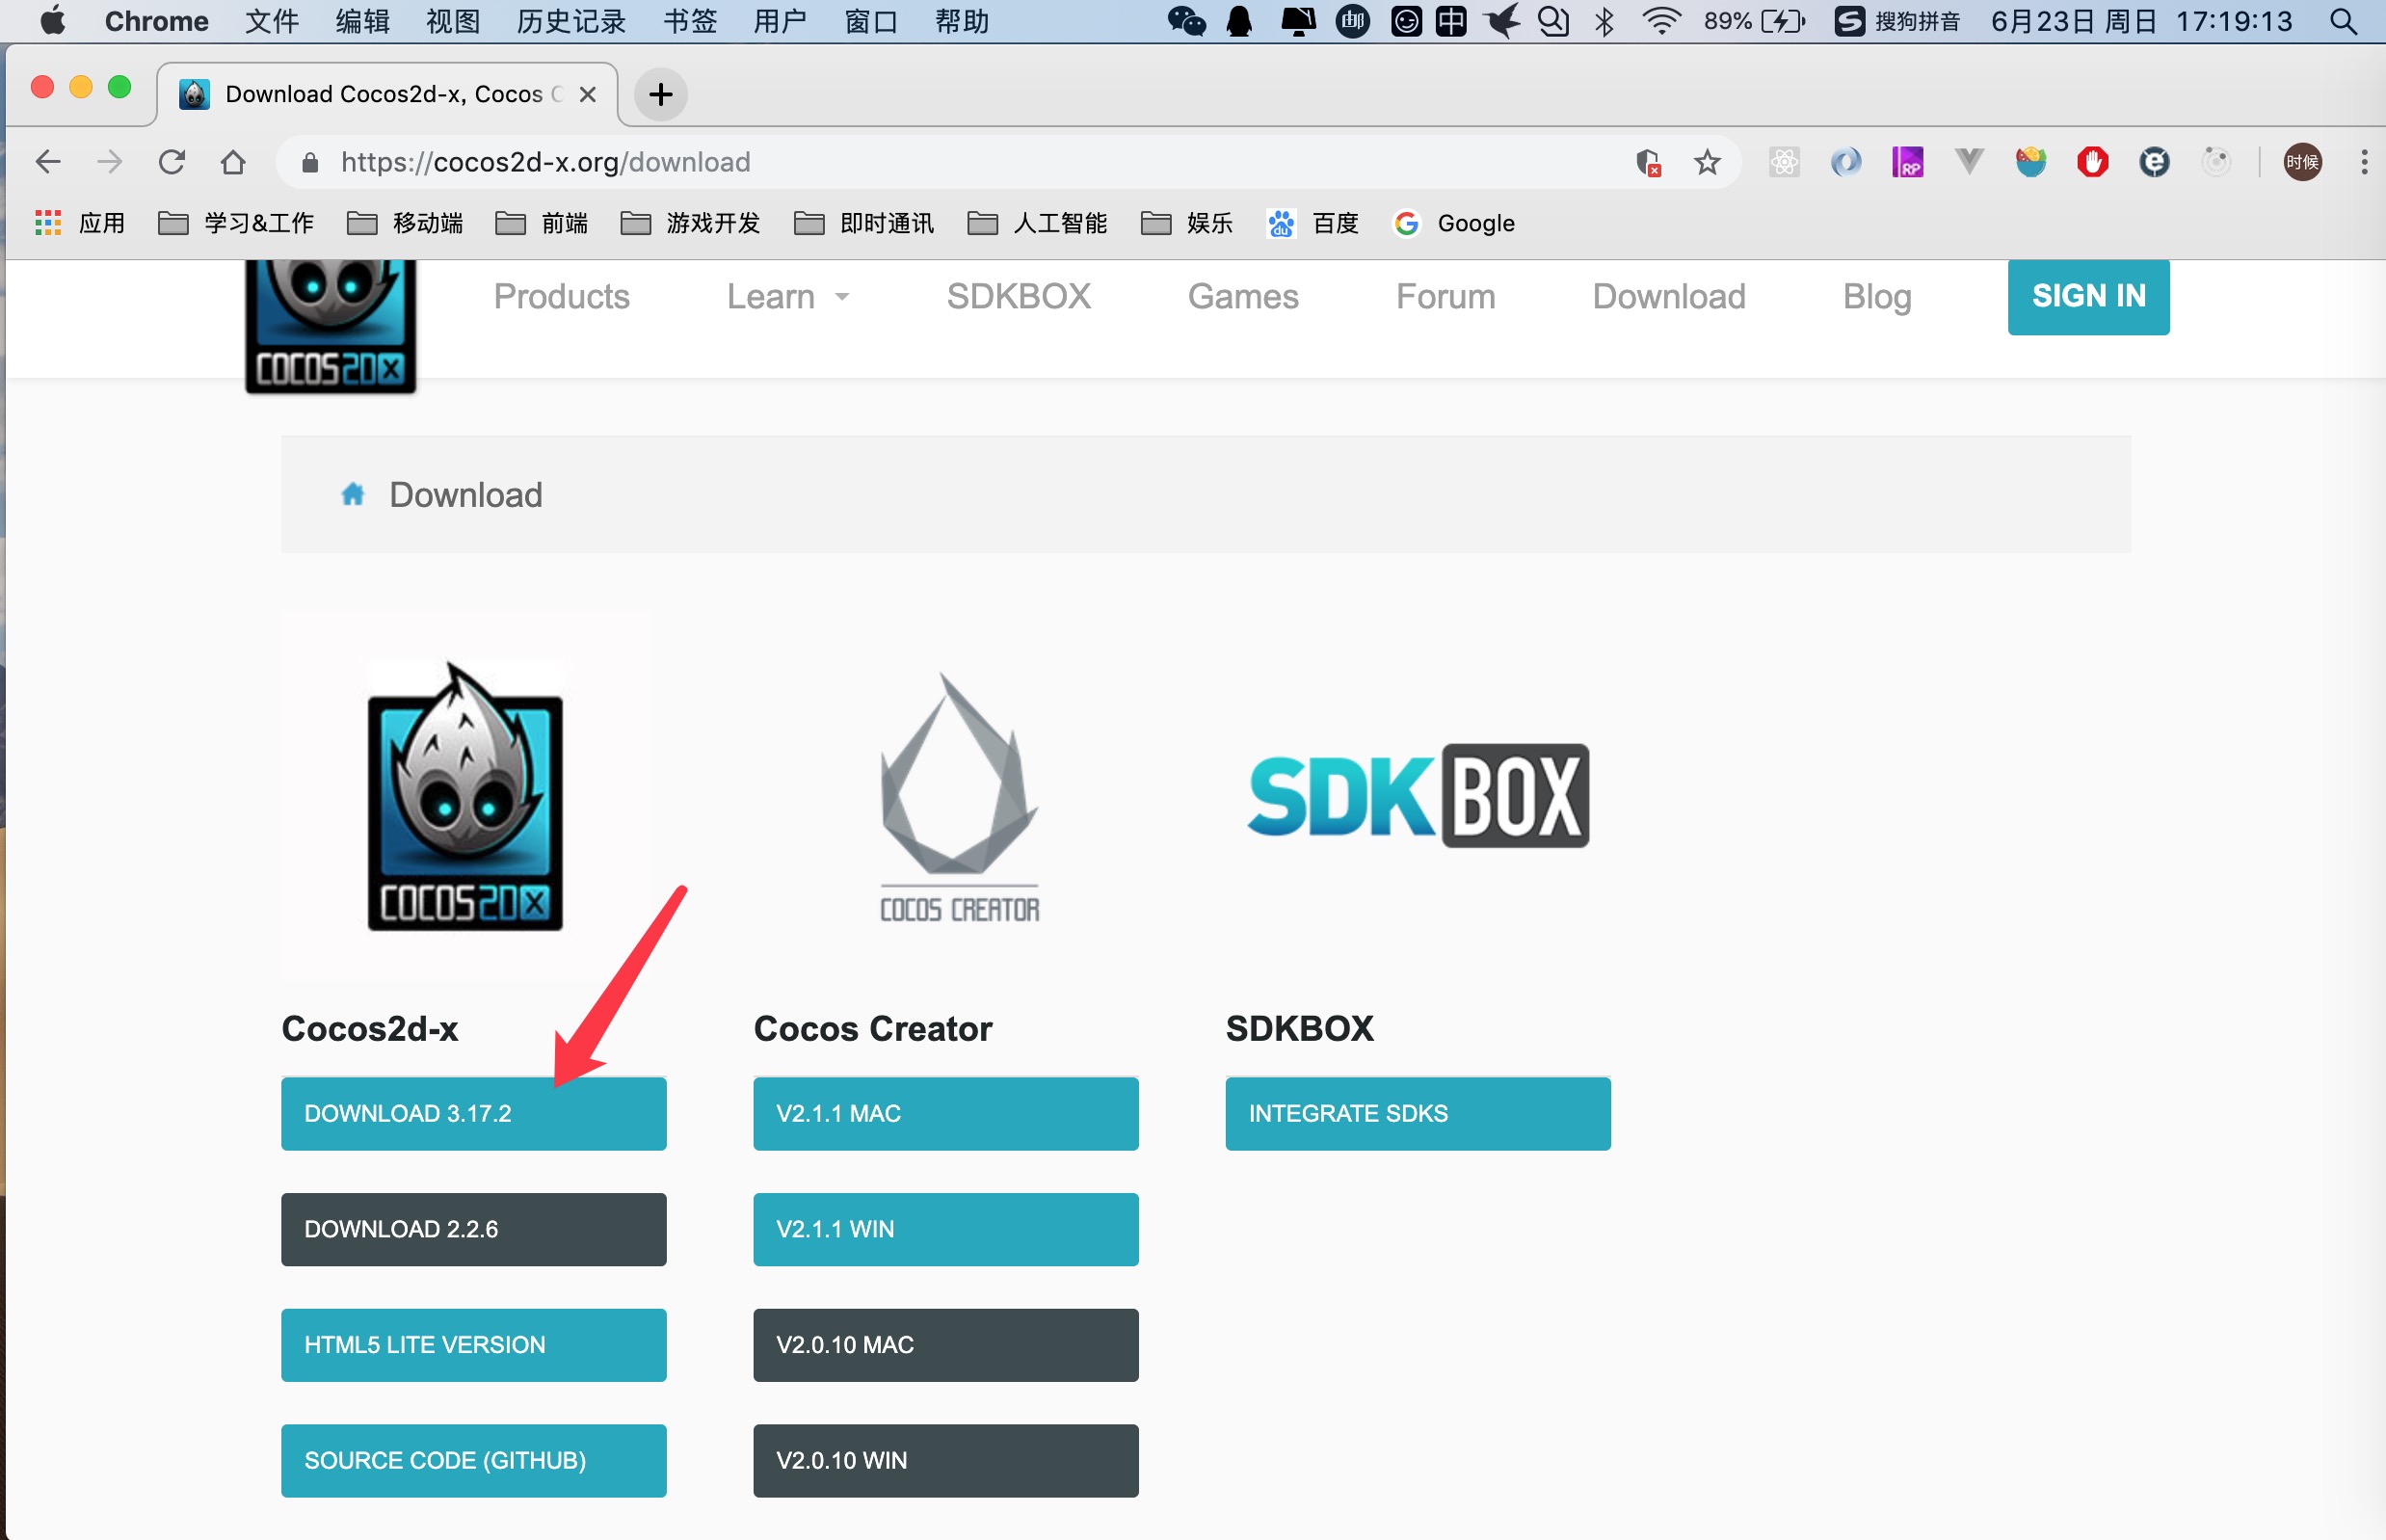 Chrome 文件 编辑 视图 历史记录 书签 用户 窗口 帮助 邮 中 89% 搜狗拼音 6月23日 周日 17:19:13
Download Cocos2d-x, Cocos C
https://cocos2d-x.org/download RP 时候
应用 学习&工作 移动端 前端 游戏开发 即时通讯 人工智能 娱乐 du 百度 Google
COCOS2DX
Products Learn SDKBOX Games Forum Download Blog SIGN IN
Download
COCOS2DX
COCOS CREATOR
SDKBOX
Cocos2d-x
DOWNLOAD 3.17.2
DOWNLOAD 2.2.6
HTML5 LITE VERSION
SOURCE CODE (GITHUB)
Cocos Creator
V2.1.1 MAC
V2.1.1 WIN
V2.0.10 MAC
V2.0.10 WIN
SDKBOX
INTEGRATE SDKS